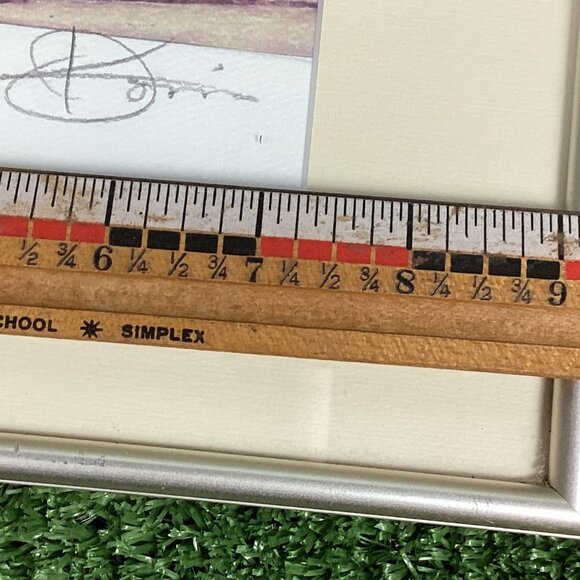 ½ ¾ 6 ¼ ½ ¾ 7 ¼ ½ ¾ 8 ¼ ½ ¾ 9
CHOOL ✷ SIMPLEX